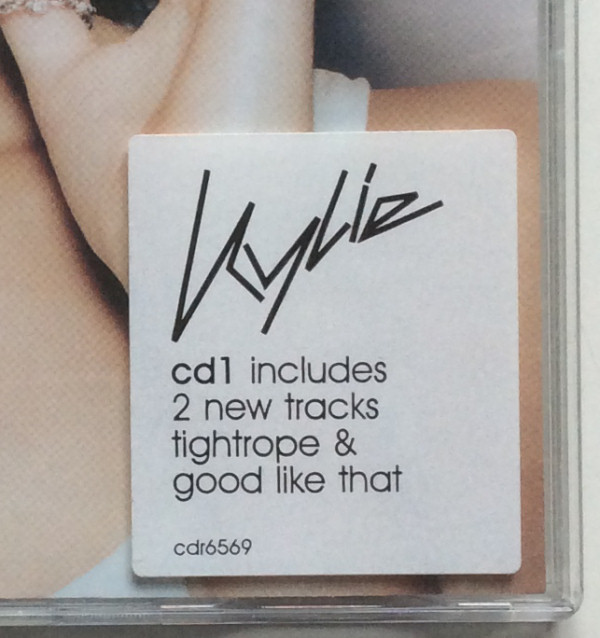 Kylie
cd1 includes
2 new tracks
tightrope &
good like that
cdr6569